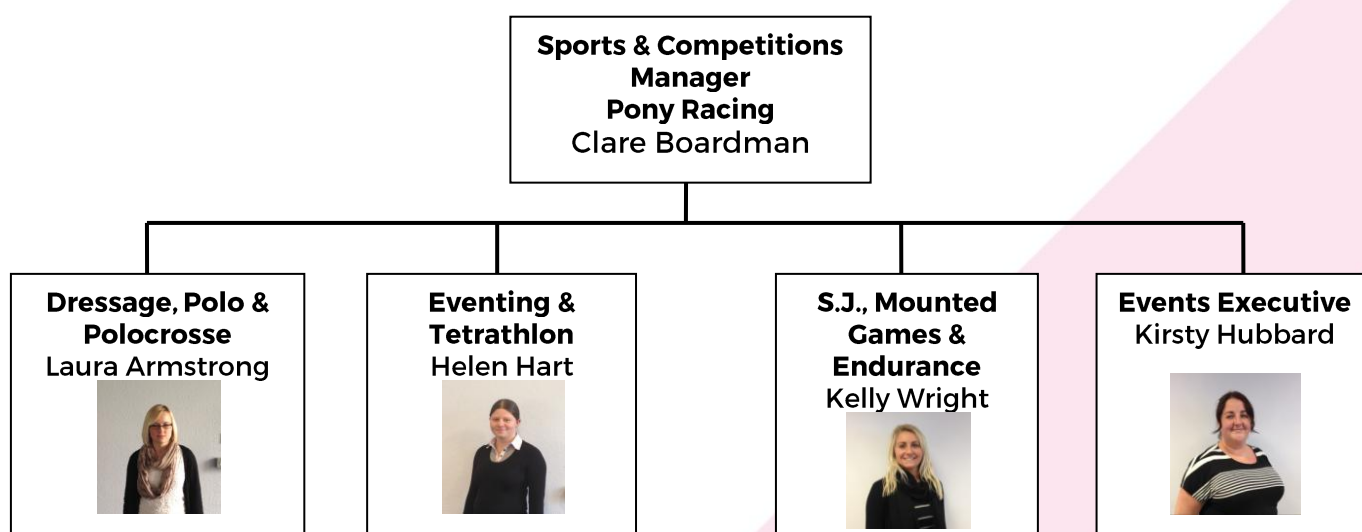 Sports & Competitions
Manager
Pony Racing
Clare Boardman
Dressage, Polo &
Polocrosse
Laura Armstrong
Eventing &
Tetrathlon
Helen Hart
S.J., Mounted
Games &
Endurance
Kelly Wright
Events Executive
Kirsty Hubbard